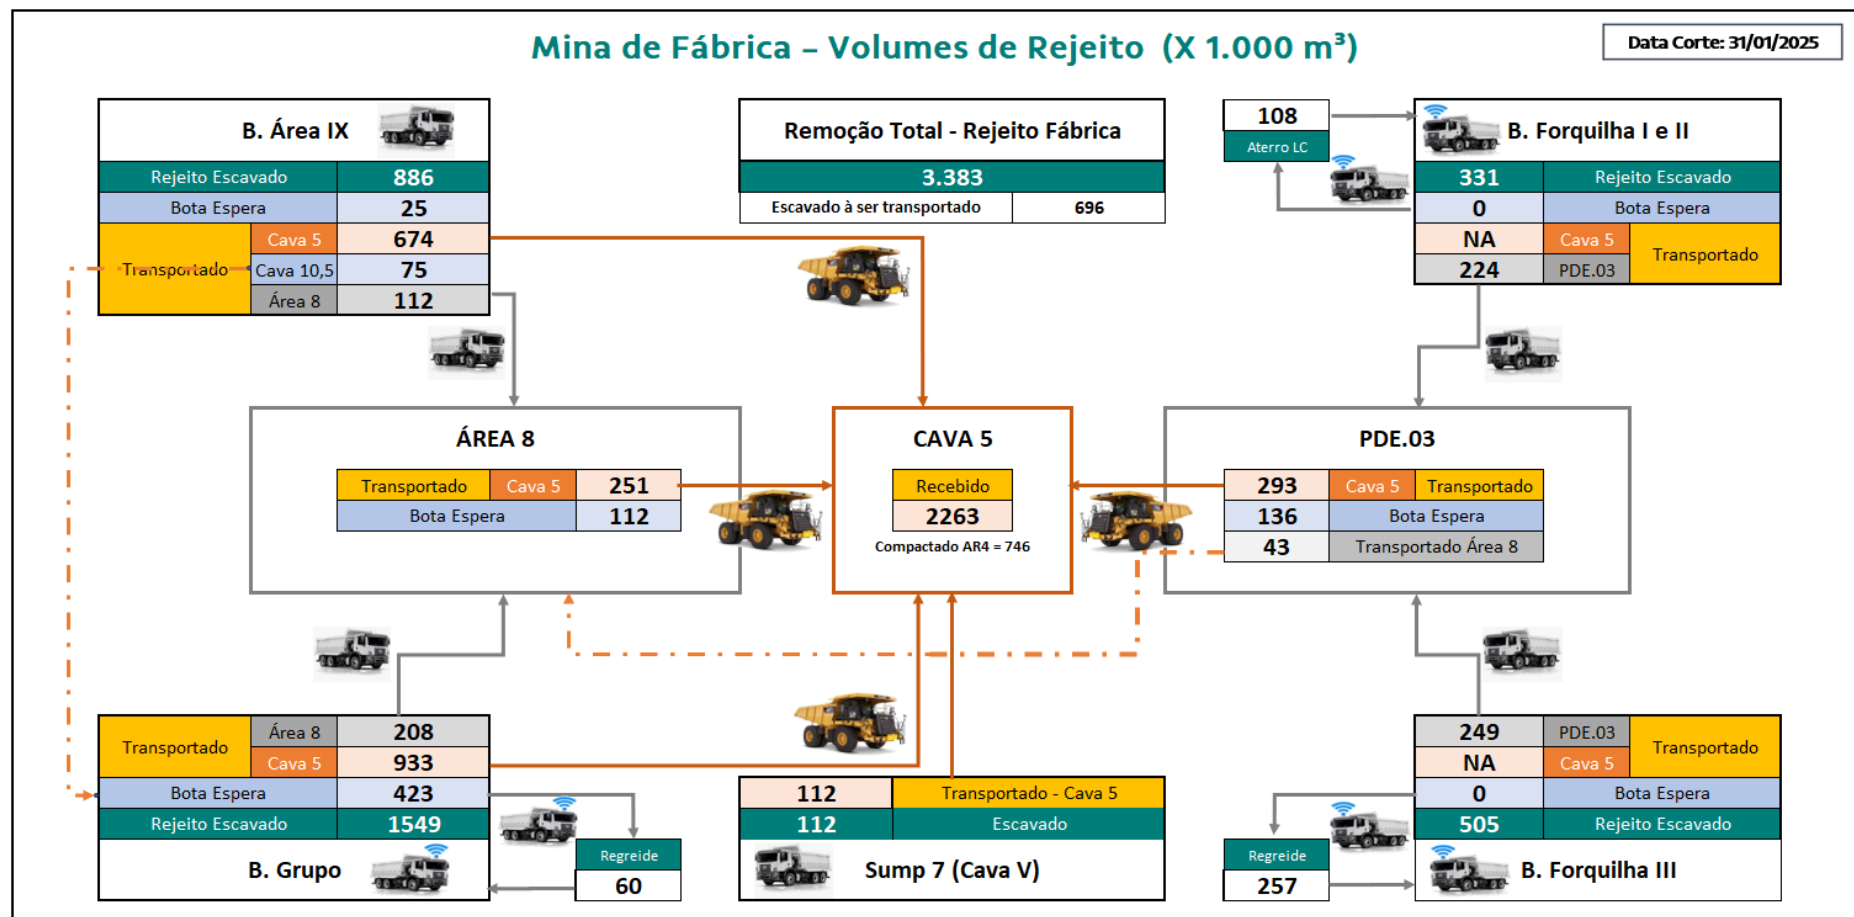 Mina de Fábrica – Volumes de Rejeito (X 1.000 m³)
Data Corte: 31/01/2025
B. Área IX
Rejeito Escavado 886
Bota Espera 25
Transportado
Cava 5 674
Cava 10,5 75
Área 8 112
Remoção Total - Rejeito Fábrica
3.383
Escavado à ser transportado 696
108
Aterro LC
B. Forquilha I e II
331 Rejeito Escavado
0 Bota Espera
NA Cava 5
224 PDE.03
Transportado
ÁREA 8
Transportado Cava 5 251
Bota Espera 112
CAVA 5
Recebido
2263
Compactado AR4 = 746
PDE.03
293 Cava 5 Transportado
136 Bota Espera
43 Transportado Área 8
Transportado
Área 8 208
Cava 5 933
Bota Espera 423
Rejeito Escavado 1549
B. Grupo
Regreide
60
112 Transportado - Cava 5
112 Escavado
Sump 7 (Cava V)
249 PDE.03
NA Cava 5
Transportado
0 Bota Espera
505 Rejeito Escavado
Regreide
257
B. Forquilha III